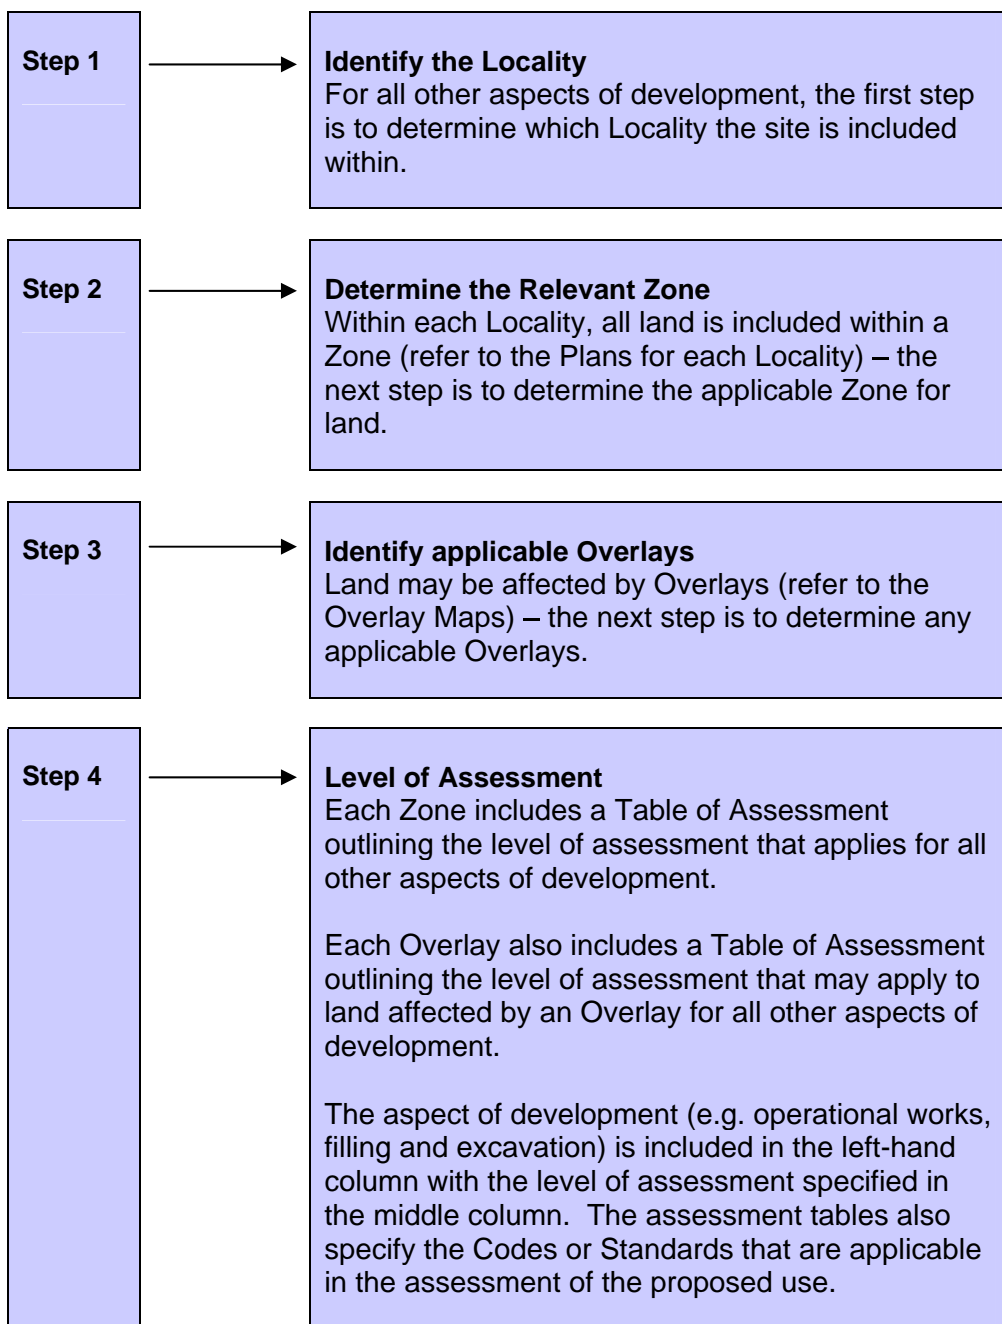 Step 1
Identify the Locality
For all other aspects of development, the first step
is to determine which Locality the site is included
within.
Step 2
Determine the Relevant Zone
Within each Locality, all land is included within a
Zone (refer to the Plans for each Locality) – the
next step is to determine the applicable Zone for
land.
Step 3
Identify applicable Overlays
Land may be affected by Overlays (refer to the
Overlay Maps) – the next step is to determine any
applicable Overlays.
Step 4
Level of Assessment
Each Zone includes a Table of Assessment
outlining the level of assessment that applies for all
other aspects of development.
Each Overlay also includes a Table of Assessment
outlining the level of assessment that may apply to
land affected by an Overlay for all other aspects of
development.
The aspect of development (e.g. operational works,
filling and excavation) is included in the left-hand
column with the level of assessment specified in
the middle column.  The assessment tables also
specify the Codes or Standards that are applicable
in the assessment of the proposed use.